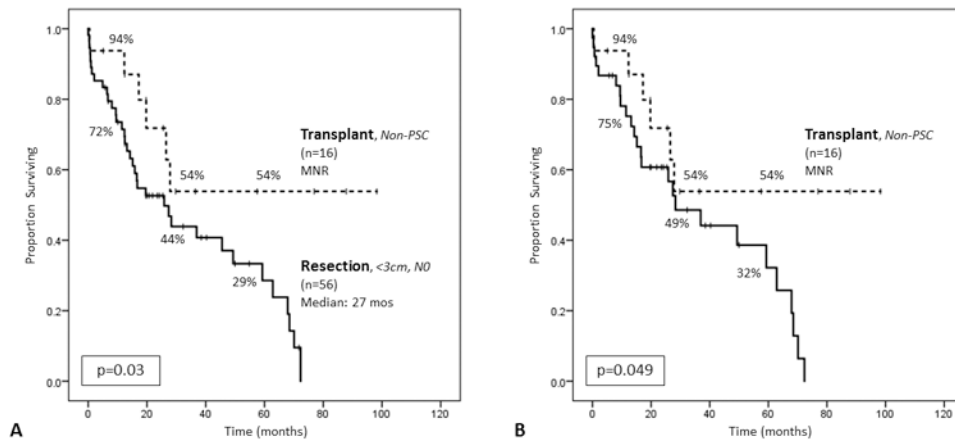 1.0
0.8
0.6
0.4
0.2
0.0
Proportion Surviving
94%
72%
54%
54%
44%
29%
Transplant, Non-PSC
(n=16)
MNR
Resection, <3cm, N0
(n=56)
Median: 27 mos
p=0.03
0 20 40 60 80 100 120
Time (months)
A
1.0
0.8
0.6
0.4
0.2
0.0
Proportion Surviving
94%
75%
54%
54%
49%
32%
Transplant, Non-PSC
(n=16)
MNR
p=0.049
0 20 40 60 80 100 120
Time (months)
B